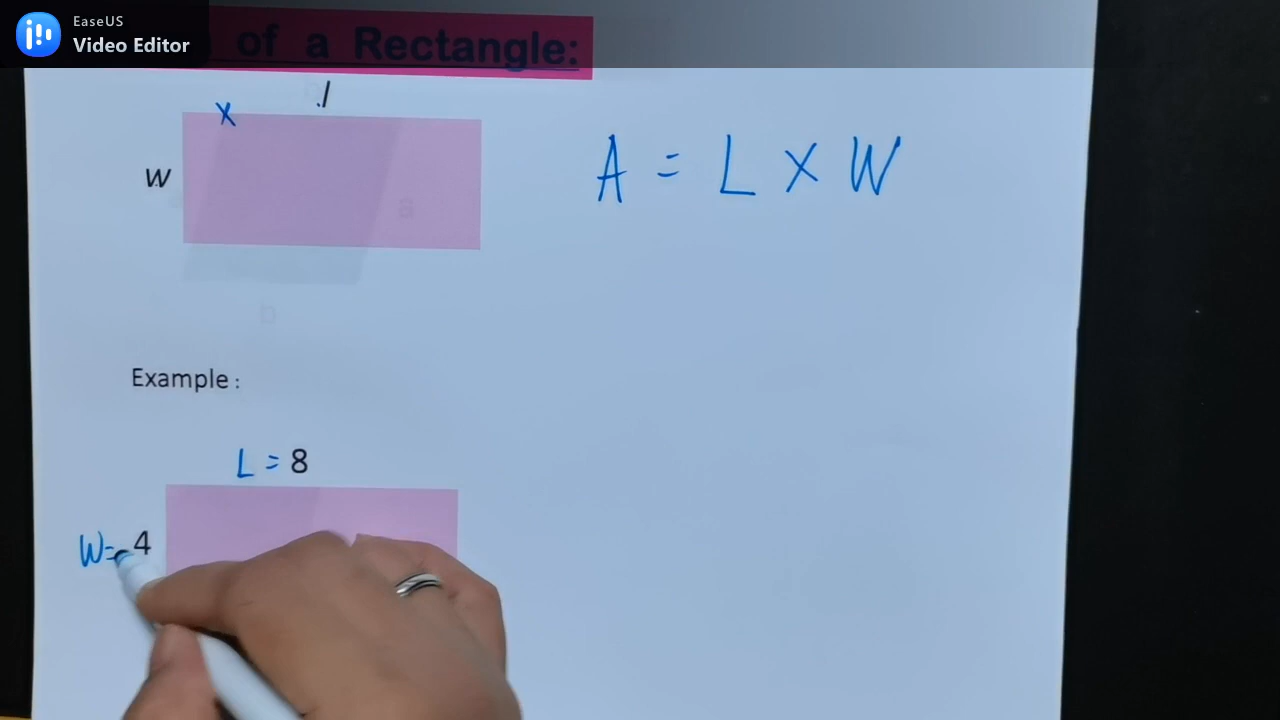 EaseUS
Video Editor
of a Rectangle:
x l
w
A = L x W
Example :
L = 8
W= 4